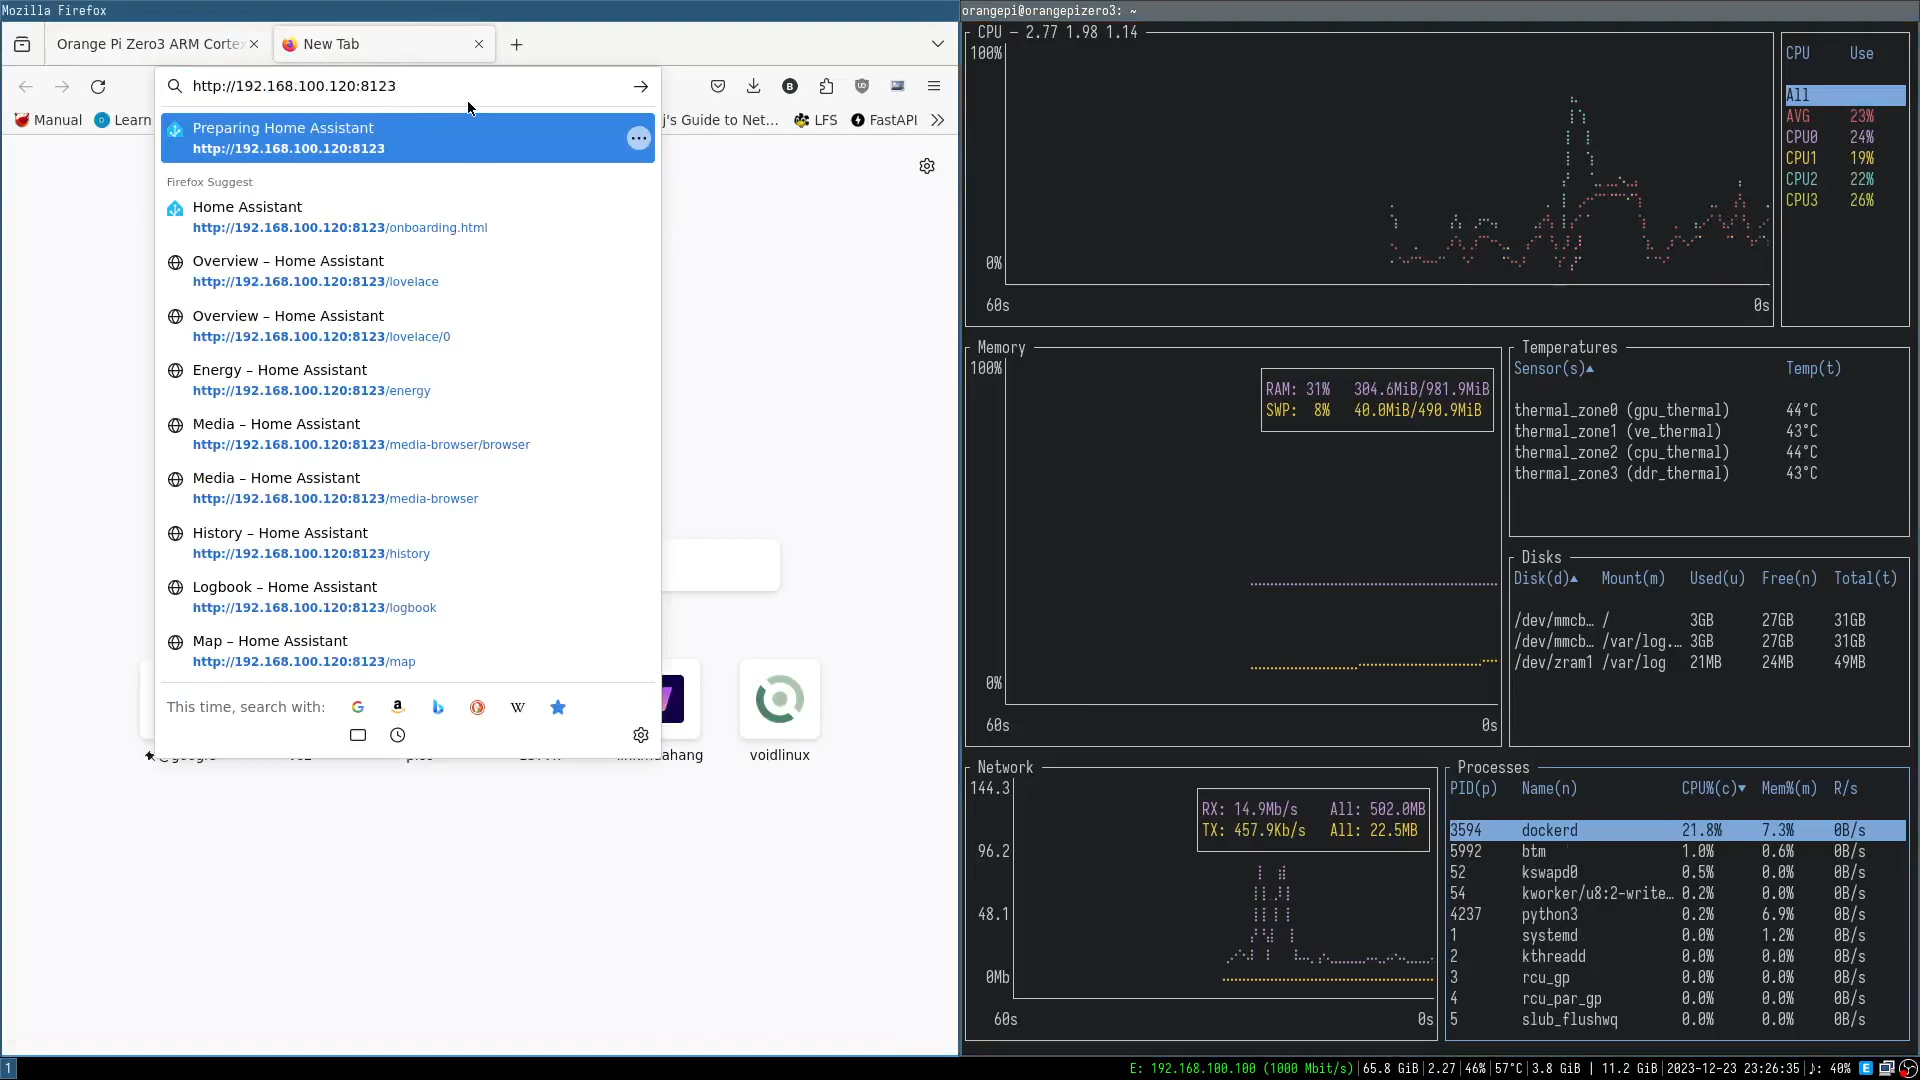 Mozilla Firefox
Orange Pi Zero3 ARM Corte
New Tab
http://192.168.100.120:8123
Manual
Learn
j's Guide to Net...
LFS
FastAPI
Preparing Home Assistant
http://192.168.100.120:8123
Firefox Suggest
Home Assistant
http://192.168.100.120:8123/onboarding.html
Overview – Home Assistant
http://192.168.100.120:8123/lovelace
Overview – Home Assistant
http://192.168.100.120:8123/lovelace/0
Energy – Home Assistant
http://192.168.100.120:8123/energy
Media – Home Assistant
http://192.168.100.120:8123/media-browser/browser
Media – Home Assistant
http://192.168.100.120:8123/media-browser
History – Home Assistant
http://192.168.100.120:8123/history
Logbook – Home Assistant
http://192.168.100.120:8123/logbook
Map – Home Assistant
http://192.168.100.120:8123/map
This time, search with:
voidlinux
orangepi@orangepizero3: ~
CPU — 2.77 1.98 1.14
100%
0%
60s 0s
CPU Use
All
AVG 23%
CPU0 24%
CPU1 19%
CPU2 22%
CPU3 26%
Memory
100%
RAM: 31% 304.6MiB/981.9MiB
SWP: 8% 40.0MiB/490.9MiB
0%
60s 0s
Temperatures
Sensor(s)▲ Temp(t)
thermal_zone0 (gpu_thermal) 44°C
thermal_zone1 (ve_thermal) 43°C
thermal_zone2 (cpu_thermal) 44°C
thermal_zone3 (ddr_thermal) 43°C
Disks
Disk(d)▲ Mount(m) Used(u) Free(n) Total(t)
/dev/mmcb… / 3GB 27GB 31GB
/dev/mmcb… /var/log.… 3GB 27GB 31GB
/dev/zram1 /var/log 21MB 24MB 49MB
Network
144.3
RX: 14.9Mb/s All: 502.0MB
TX: 457.9Kb/s All: 22.5MB
96.2
48.1
0Mb
60s 0s
Processes
PID(p) Name(n) CPU%(c)▼ Mem%(m) R/s
3594 dockerd 21.8% 7.3% 0B/s
5992 btm 1.0% 0.6% 0B/s
52 kswapd0 0.5% 0.0% 0B/s
54 kworker/u8:2-write… 0.2% 0.0% 0B/s
4237 python3 0.2% 6.9% 0B/s
1 systemd 0.0% 1.2% 0B/s
2 kthreadd 0.0% 0.0% 0B/s
3 rcu_gp 0.0% 0.0% 0B/s
4 rcu_par_gp 0.0% 0.0% 0B/s
5 slub_flushwq 0.0% 0.0% 0B/s
1
E: 192.168.100.100 (1000 Mbit/s)|65.8 GiB|2.27|46%|57°C|3.8 GiB | 11.2 GiB|2023-12-23 23:26:35|♪: 40%